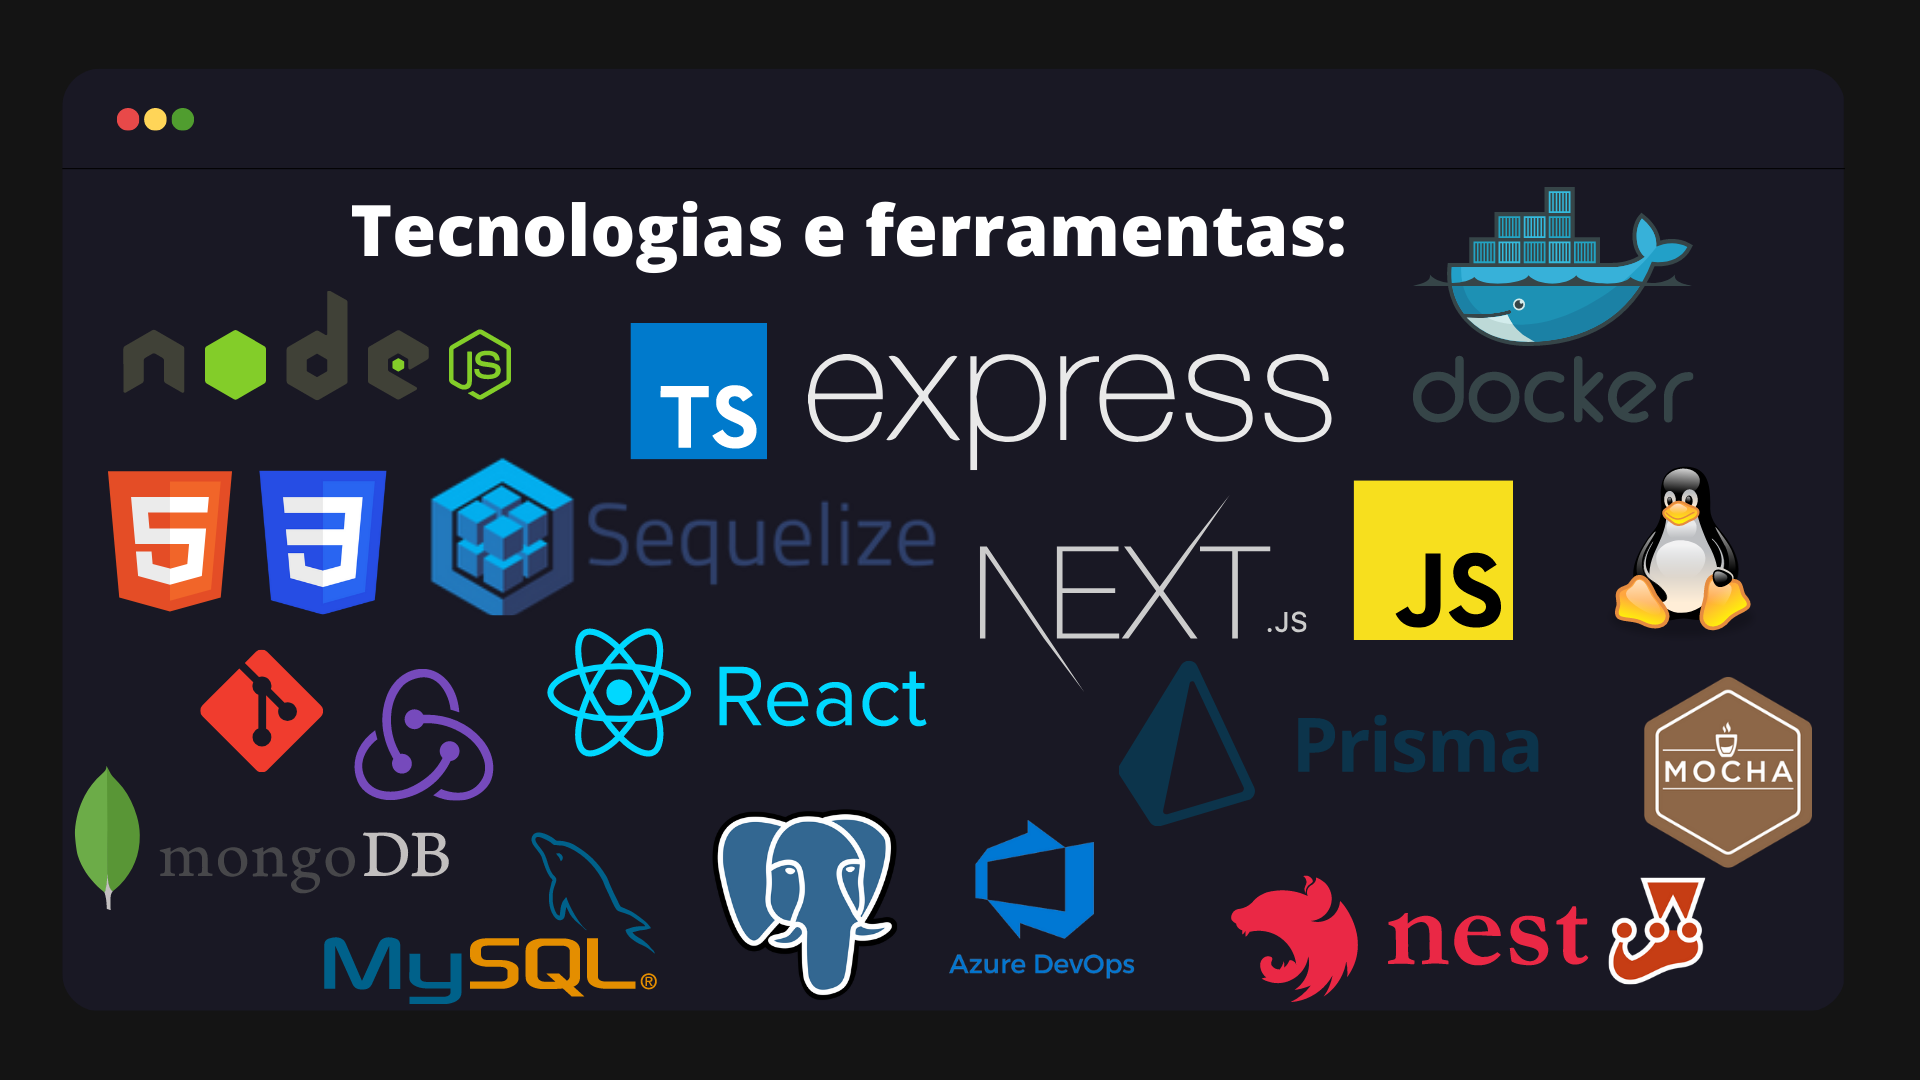 Tecnologias e ferramentas:
node JS
TS
express
docker
5
3
Sequelize
NEXT.JS
JS
React
Prisma
MOCHA
mongoDB
MySQL®
Azure DevOps
nest